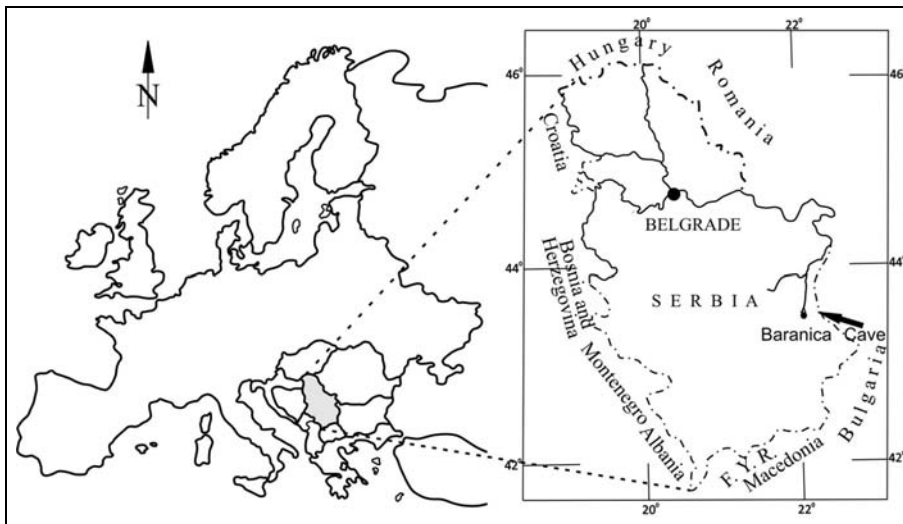 N
20°
22°
46°
46°
Hungary
Romania
Croatia
BELGRADE
44°
44°
Bosnia and
Herzegovina
SERBIA
Baranica Cave
Montenegro
Albania
Bulgaria
F. Y. R.
Macedonia
42°
42°
20°
22°